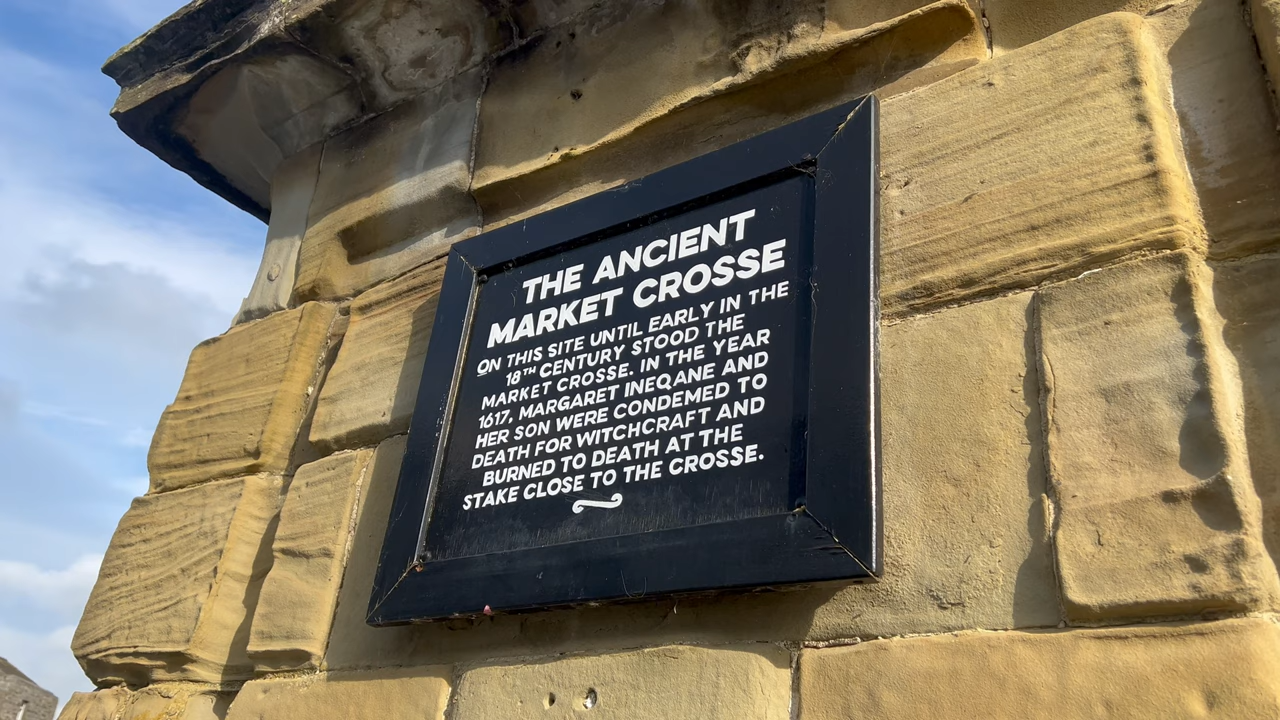 THE ANCIENT
MARKET CROSSE
ON THIS SITE UNTIL EARLY IN THE
18TH CENTURY STOOD THE
MARKET CROSSE. IN THE YEAR
1617, MARGARET INEQANE AND
HER SON WERE CONDEMED TO
DEATH FOR WITCHCRAFT AND
BURNED TO DEATH AT THE
STAKE CLOSE TO THE CROSSE.